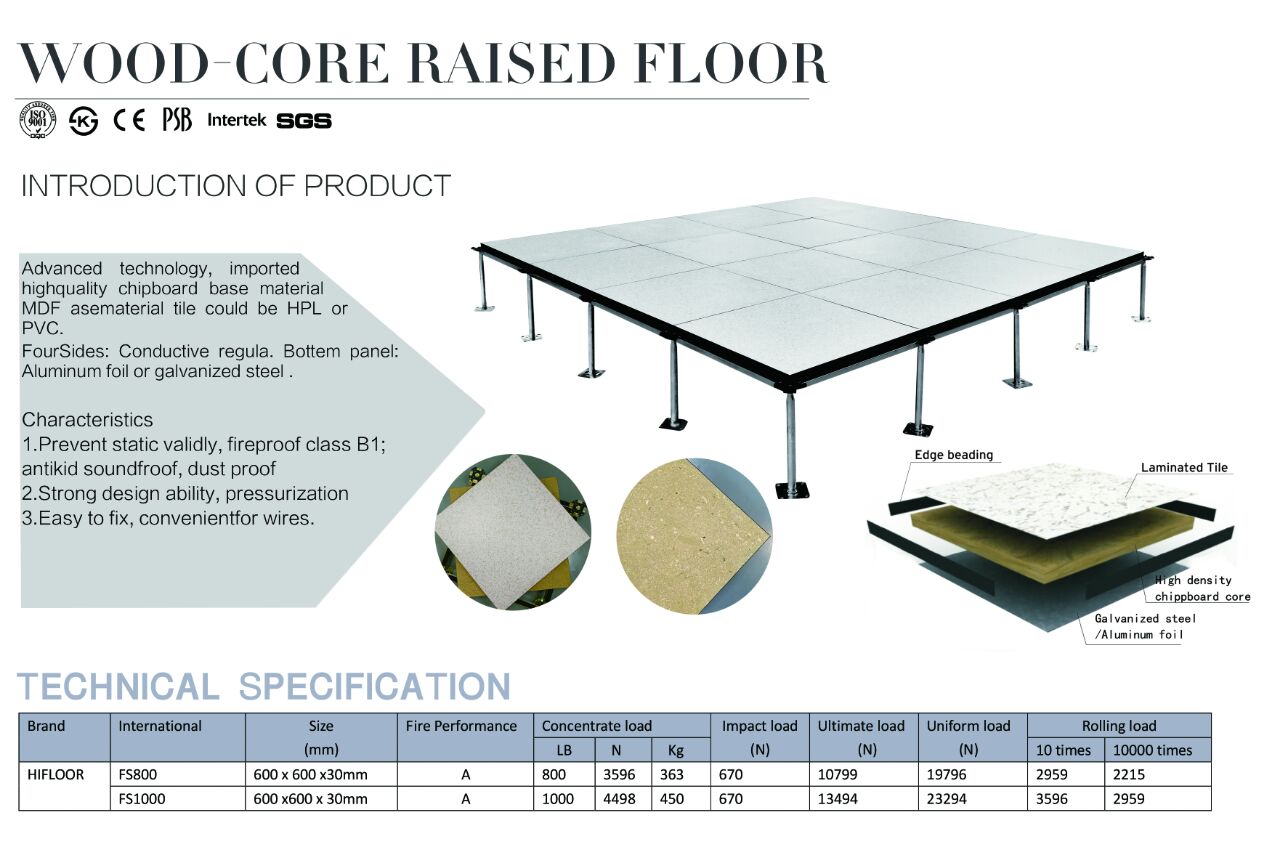 WOOD-CORE RAISED FLOOR
ISO 9001 K CE PSB Intertek SGS
INTRODUCTION OF PRODUCT
Advanced technology, imported
highquality chipboard base material
MDF asematerial tile could be HPL or
PVC.
FourSides: Conductive regula. Bottem panel:
Aluminum foil or galvanized steel .
Characteristics
1.Prevent static validly, fireproof class B1;
antikid soundfroof, dust proof
2.Strong design ability, pressurization
3.Easy to fix, convenientfor wires.
Edge beading
Laminated Tile
High density
chippboard core
Galvanized steel
/Aluminum foil
TECHNICAL SPECIFICATION
Brand International Size Fire Performance Concentrate load Impact load Ultimate load Uniform load Rolling load
(mm) LB N Kg (N) (N) (N) 10 times 10000 times
HIFLOOR FS800 600 x 600 x30mm A 800 3596 363 670 10799 19796 2959 2215
FS1000 600 x600 x 30mm A 1000 4498 450 670 13494 23294 3596 2959